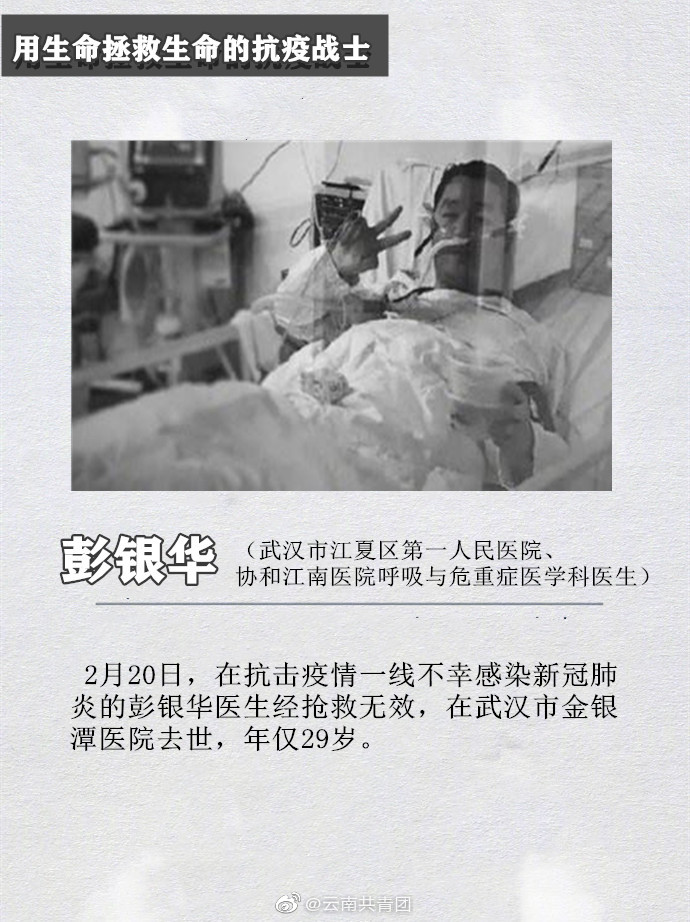 用生命拯救生命的抗疫战士
彭银华
（武汉市江夏区第一人民医院、
协和江南医院呼吸与危重症医学科医生）
2月20日，在抗击疫情一线不幸感染新冠肺
炎的彭银华医生经抢救无效，在武汉市金银
潭医院去世，年仅29岁。
@云南共青团